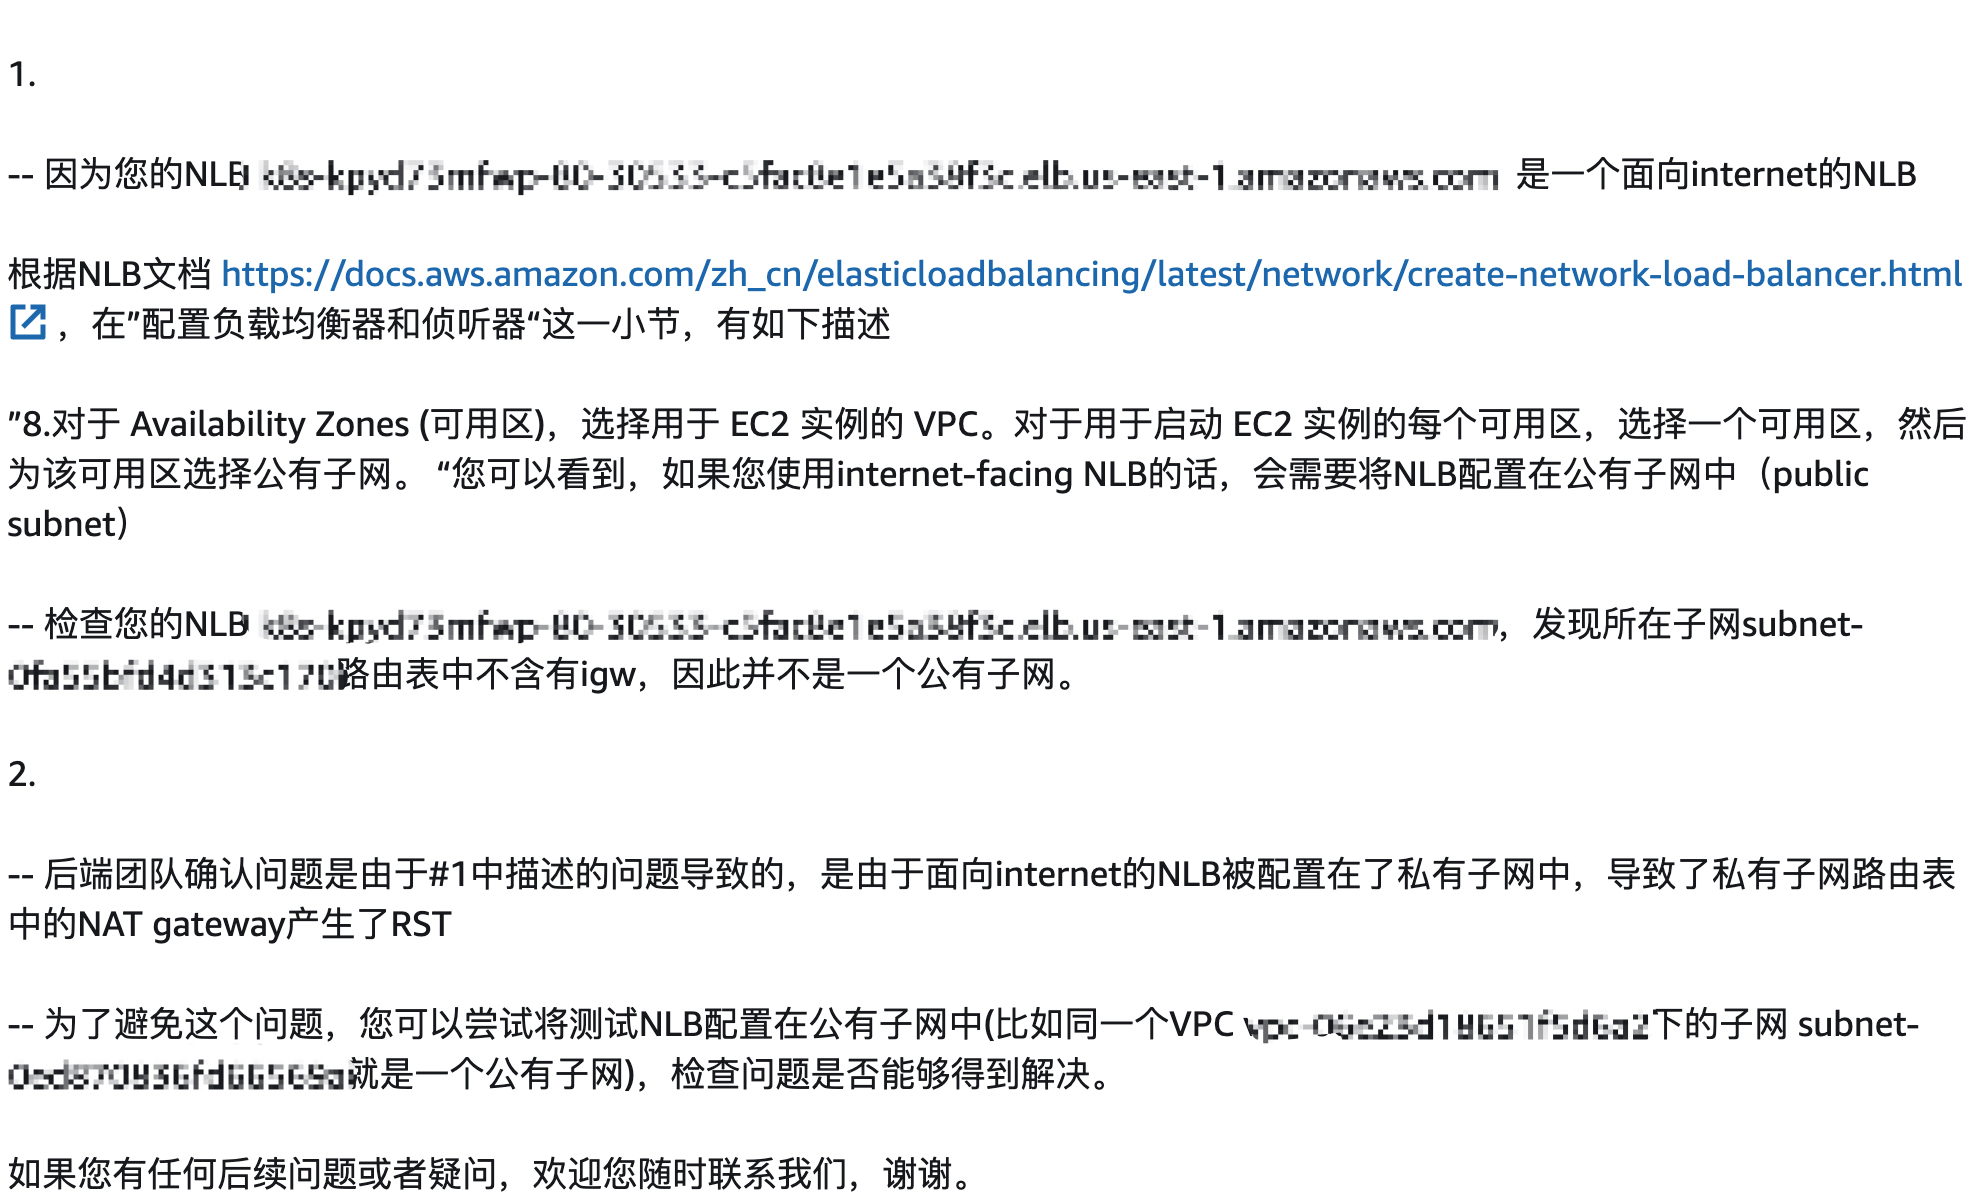 1.
-- 因为您的NLB 是一个面向internet的NLB
根据NLB文档 https://docs.aws.amazon.com/zh_cn/elasticloadbalancing/latest/network/create-network-load-balancer.html
，在”配置负载均衡器和侦听器“这一小节，有如下描述
”8.对于 Availability Zones (可用区)，选择用于 EC2 实例的 VPC。对于用于启动 EC2 实例的每个可用区，选择一个可用区，然后
为该可用区选择公有子网。 “您可以看到，如果您使用internet-facing NLB的话，会需要将NLB配置在公有子网中（public
subnet）
-- 检查您的NLB ，发现所在子网subnet-
路由表中不含有igw，因此并不是一个公有子网。
2.
-- 后端团队确认问题是由于#1中描述的问题导致的，是由于面向internet的NLB被配置在了私有子网中，导致了私有子网路由表
中的NAT gateway产生了RST
-- 为了避免这个问题，您可以尝试将测试NLB配置在公有子网中(比如同一个VPC 下的子网 subnet-
就是一个公有子网)，检查问题是否能够得到解决。
如果您有任何后续问题或者疑问，欢迎您随时联系我们，谢谢。